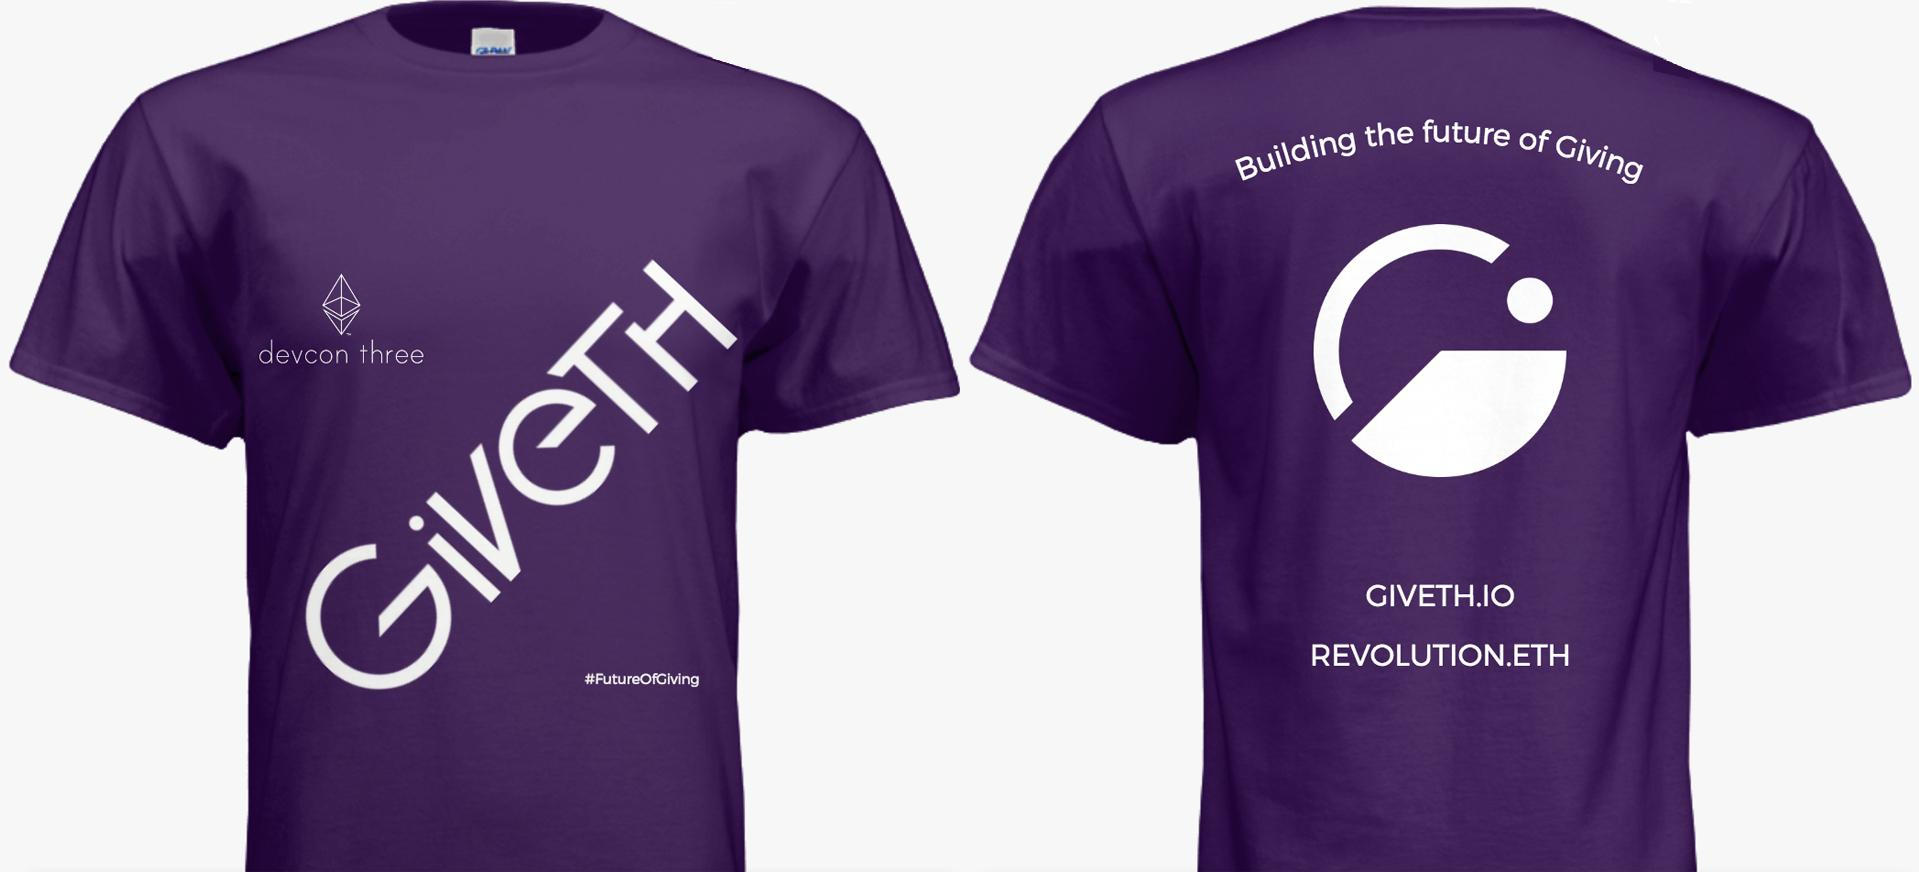 devcon three
GivETH
#FutureOfGiving
Building the future of Giving
GIVETH.IO
REVOLUTION.ETH